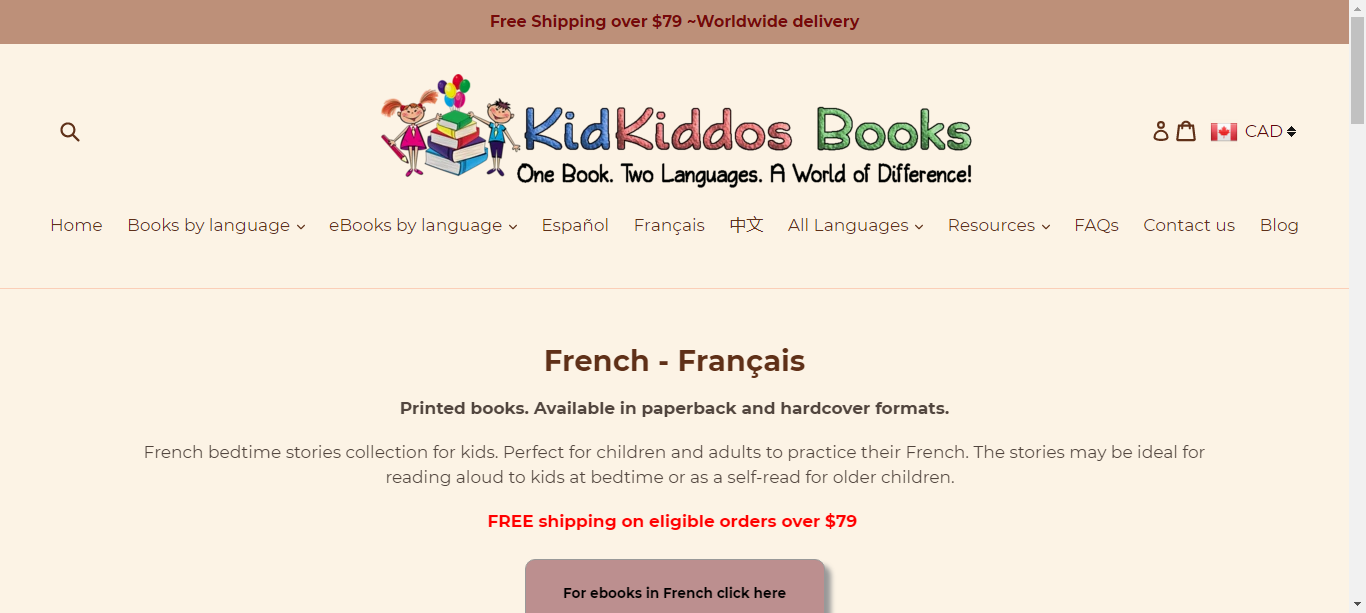 Free Shipping over $79 ~Worldwide delivery
KidKiddos Books
One Book. Two Languages. A World of Difference!
CAD
Home Books by language eBooks by language Español Français 中文 All Languages Resources FAQs Contact us Blog
French - Français
Printed books. Available in paperback and hardcover formats.
French bedtime stories collection for kids. Perfect for children and adults to practice their French. The stories may be ideal for
reading aloud to kids at bedtime or as a self-read for older children.
FREE shipping on eligible orders over $79
For ebooks in French click here